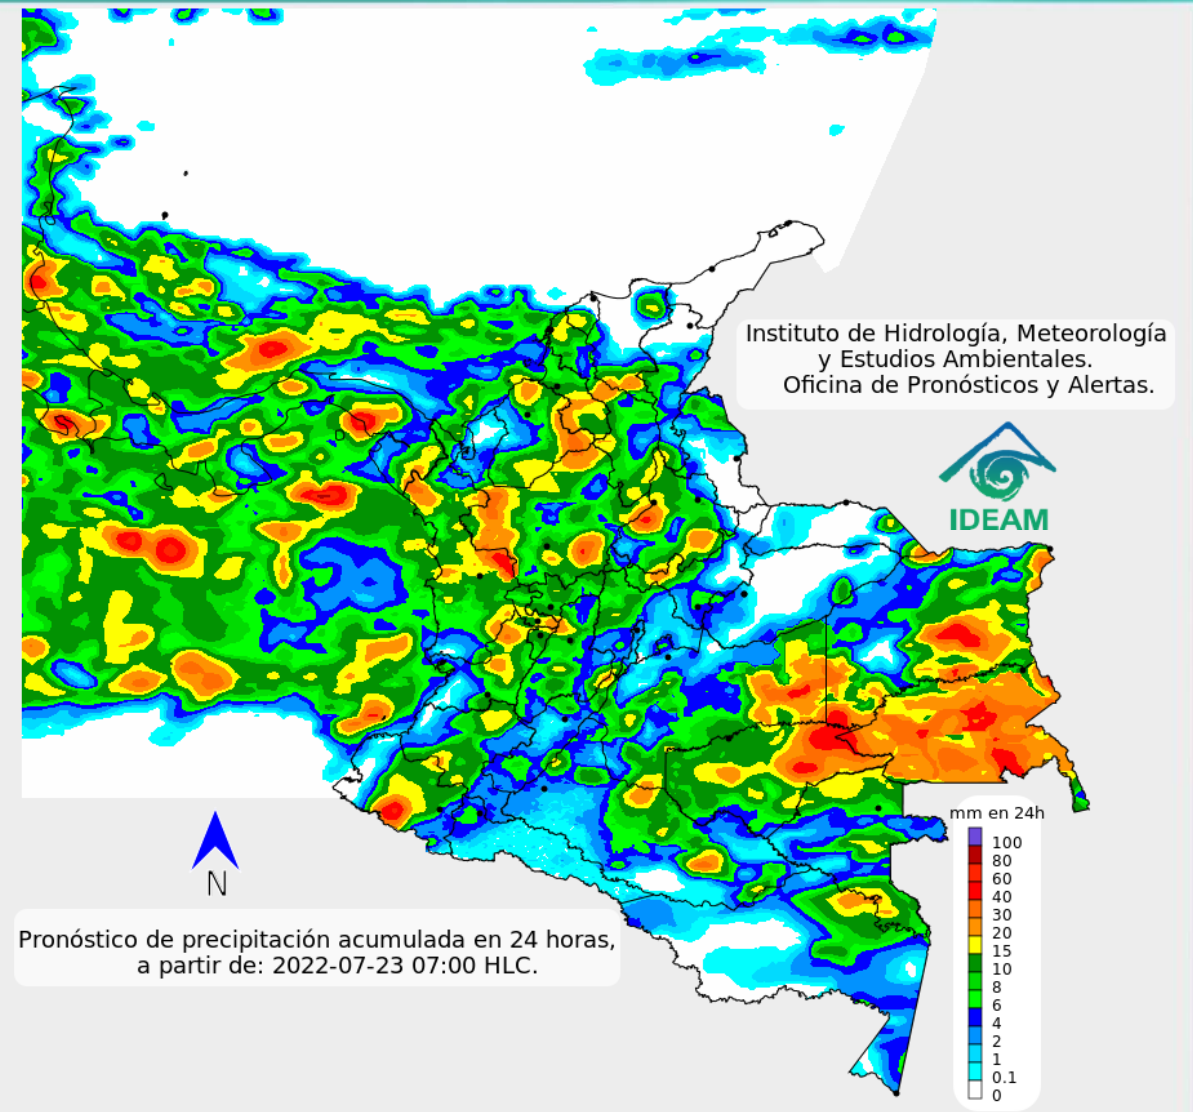 Instituto de Hidrología, Meteorología
y Estudios Ambientales.
Oficina de Pronósticos y Alertas.
IDEAM
mm en 24h
100
80
60
40
30
20
15
10
8
6
4
2
1
0.1
0
N
Pronóstico de precipitación acumulada en 24 horas,
a partir de: 2022-07-23 07:00 HLC.